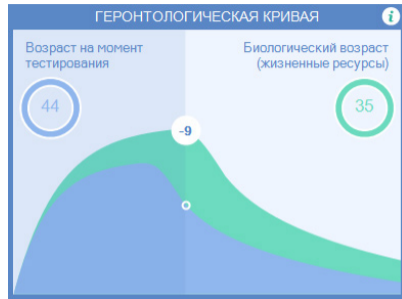 ГЕРОНТОЛОГИЧЕСКАЯ КРИВАЯ
i
Возраст на момент
тестирования
Биологический возраст
(жизненные ресурсы)
44
35
-9